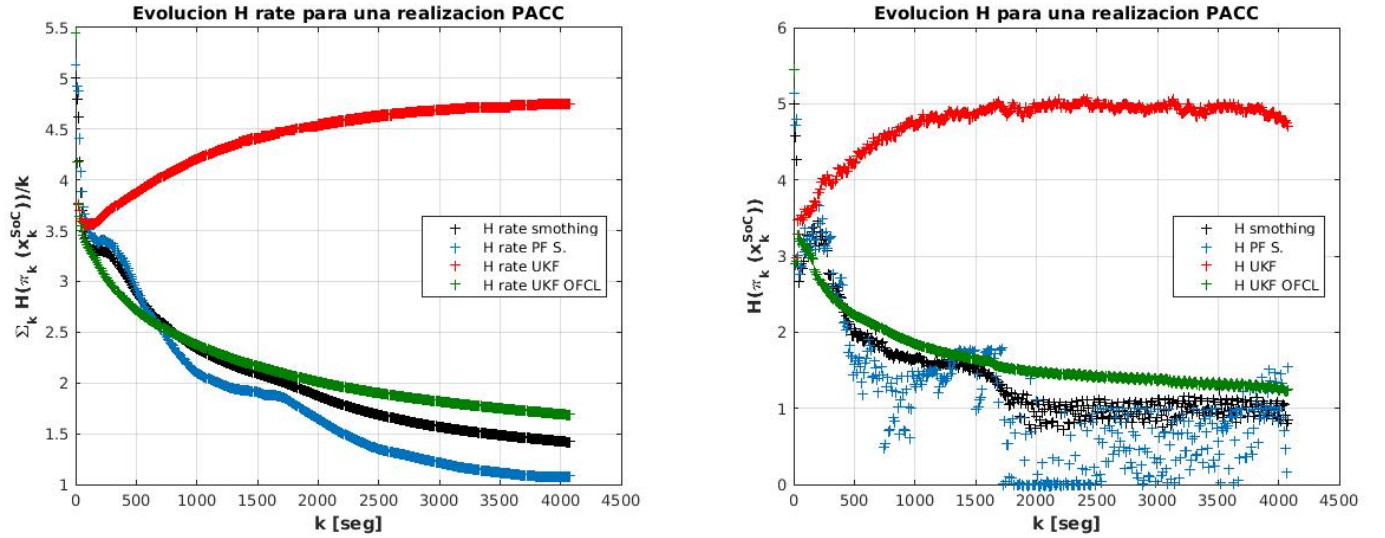 Evolucion H rate para una realizacion PACC
5.5
5
4.5
4
3.5
3
2.5
2
1.5
1
Σk H(πk (xkSoC))/k
H rate smothing
H rate PF S.
H rate UKF
H rate UKF OFCL
0 500 1000 1500 2000 2500 3000 3500 4000 4500
k [seg]
Evolucion H para una realizacion PACC
6
5
4
3
2
1
0
H(πk (xkSoC))
H smothing
H PF S.
H UKF
H UKF OFCL
0 500 1000 1500 2000 2500 3000 3500 4000 4500
k [seg]